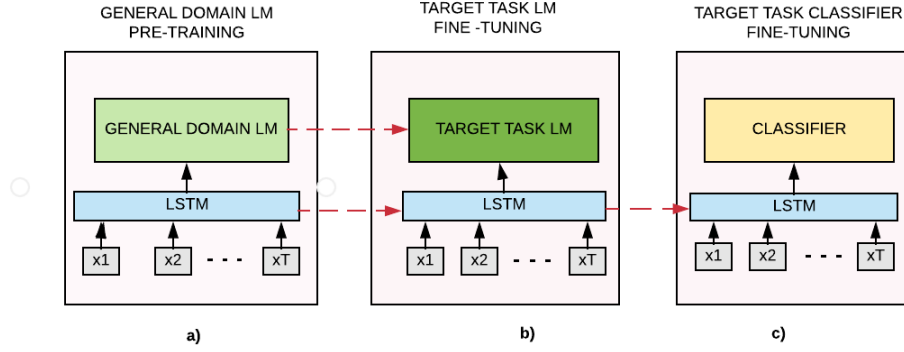 GENERAL DOMAIN LM
PRE-TRAINING
TARGET TASK LM
FINE -TUNING
TARGET TASK CLASSIFIER
FINE-TUNING
GENERAL DOMAIN LM
TARGET TASK LM
CLASSIFIER
LSTM
LSTM
LSTM
x1 x2 - - - xT
x1 x2 - - - xT
x1 x2 - - - xT
a)
b)
c)